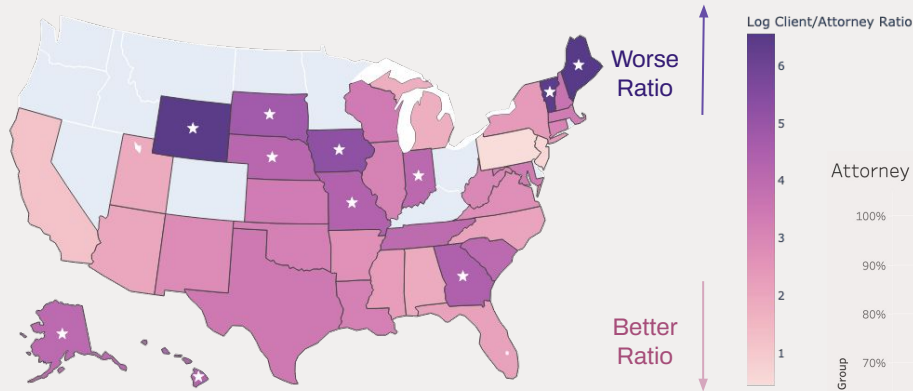 Worse
Ratio
Better
Ratio
Log Client/Attorney Ratio
6
5
4
3
2
1
Attorney
100%
90%
80%
70%
Group